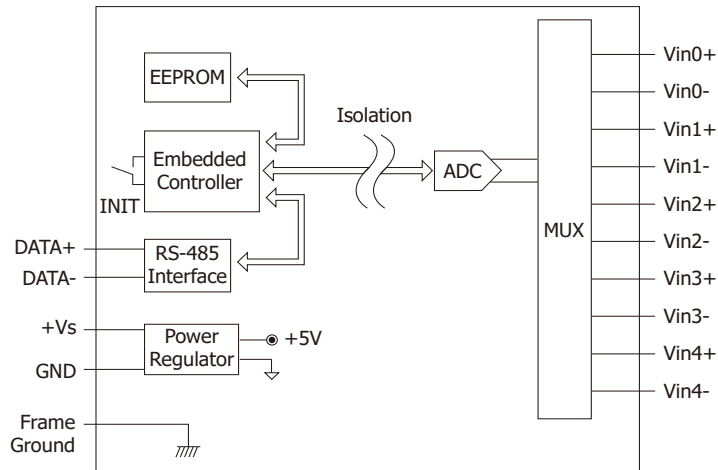 EEPROM
Isolation
Embedded
Controller
ADC
INIT
DATA+
DATA-
RS-485
Interface
+Vs
GND
Power
Regulator
+5V
Frame
Ground
MUX
Vin0+
Vin0-
Vin1+
Vin1-
Vin2+
Vin2-
Vin3+
Vin3-
Vin4+
Vin4-